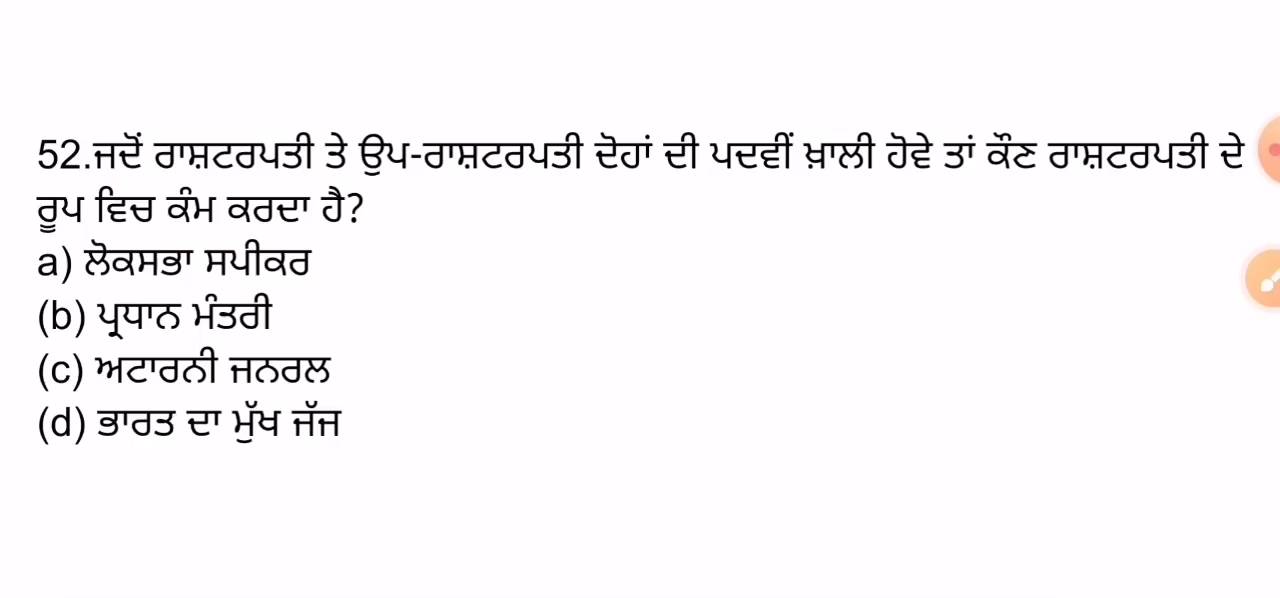 52.ਜਦੋਂ ਰਾਸ਼ਟਰਪਤੀ ਤੇ ਉਪ-ਰਾਸ਼ਟਰਪਤੀ ਦੋਹਾਂ ਦੀ ਪਦਵੀਂ ਖ਼ਾਲੀ ਹੋਵੇ ਤਾਂ ਕੌਣ ਰਾਸ਼ਟਰਪਤੀ ਦੇ
ਰੂਪ ਵਿਚ ਕੰਮ ਕਰਦਾ ਹੈ?
a) ਲੋਕਸਭਾ ਸਪੀਕਰ
(b) ਪ੍ਰਧਾਨ ਮੰਤਰੀ
(c) ਅਟਾਰਨੀ ਜਨਰਲ
(d) ਭਾਰਤ ਦਾ ਮੁੱਖ ਜੱਜ